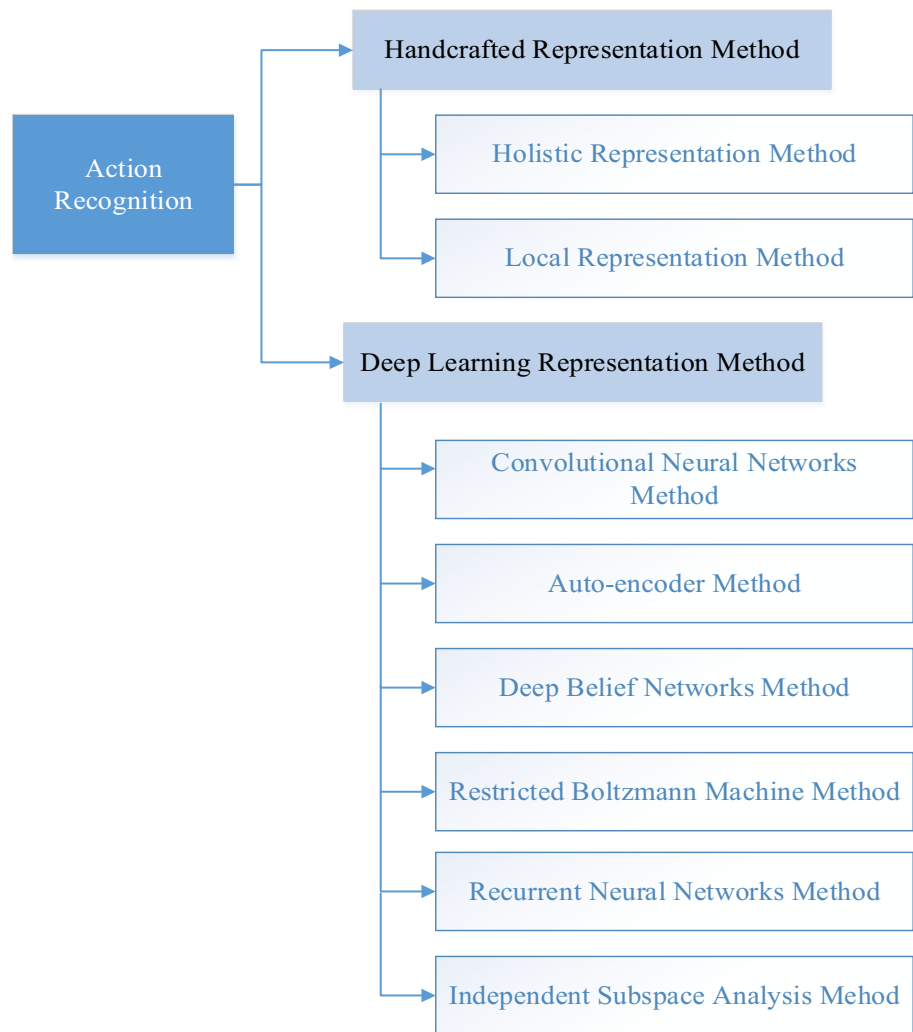 Handcrafted Representation Method
Action
Recognition
Holistic Representation Method
Local Representation Method
Deep Learning Representation Method
Convolutional Neural Networks
Method
Auto-encoder Method
Deep Belief Networks Method
Restricted Boltzmann Machine Method
Recurrent Neural Networks Method
Independent Subspace Analysis Mehod